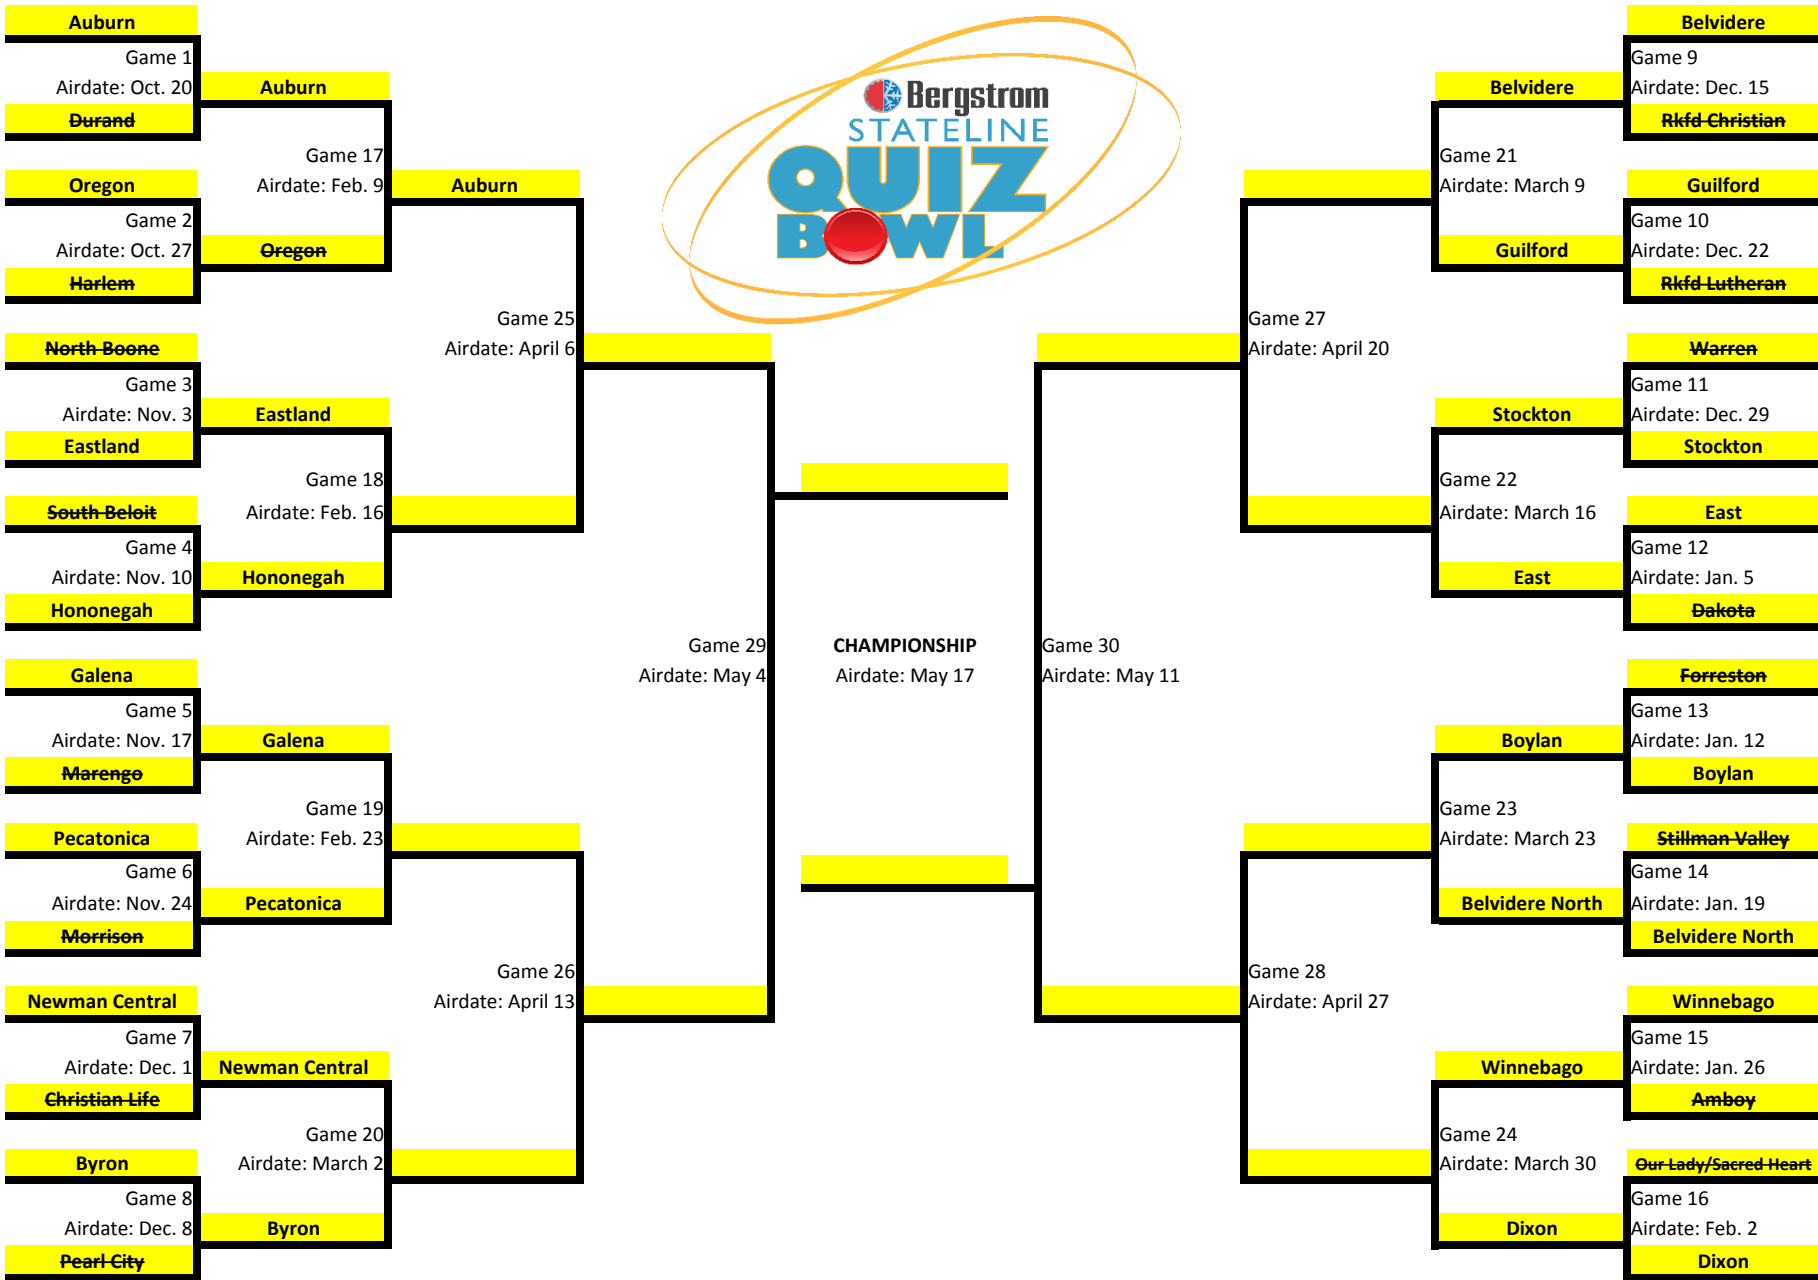 Auburn
Game 1
Airdate: Oct. 20
Durand
Oregon
Game 2
Airdate: Oct. 27
Harlem
North Boone
Game 3
Airdate: Nov. 3
Eastland
South Beloit
Game 4
Airdate: Nov. 10
Hononegah
Galena
Game 5
Airdate: Nov. 17
Marengo
Pecatonica
Game 6
Airdate: Nov. 24
Morrison
Newman Central
Game 7
Airdate: Dec. 1
Christian Life
Byron
Game 8
Airdate: Dec. 8
Pearl City
Auburn
Game 17
Airdate: Feb. 9
Oregon
Eastland
Game 18
Airdate: Feb. 16
Hononegah
Galena
Game 19
Airdate: Feb. 23
Pecatonica
Newman Central
Game 20
Airdate: March 2
Byron
Auburn
Game 25
Airdate: April 6
Game 26
Airdate: April 13
Game 29
Airdate: May 4
Bergstrom
STATELINE
QUIZ
BOWL
CHAMPIONSHIP
Airdate: May 17
Game 30
Airdate: May 11
Game 27
Airdate: April 20
Game 28
Airdate: April 27
Belvidere
Game 21
Airdate: March 9
Guilford
Stockton
Game 22
Airdate: March 16
East
Boylan
Game 23
Airdate: March 23
Belvidere North
Winnebago
Game 24
Airdate: March 30
Dixon
Belvidere
Game 9
Airdate: Dec. 15
Rkfd Christian
Guilford
Game 10
Airdate: Dec. 22
Rkfd Lutheran
Warren
Game 11
Airdate: Dec. 29
Stockton
East
Game 12
Airdate: Jan. 5
Dakota
Forreston
Game 13
Airdate: Jan. 12
Boylan
Stillman Valley
Game 14
Airdate: Jan. 19
Belvidere North
Winnebago
Game 15
Airdate: Jan. 26
Amboy
Our Lady/Sacred Heart
Game 16
Airdate: Feb. 2
Dixon